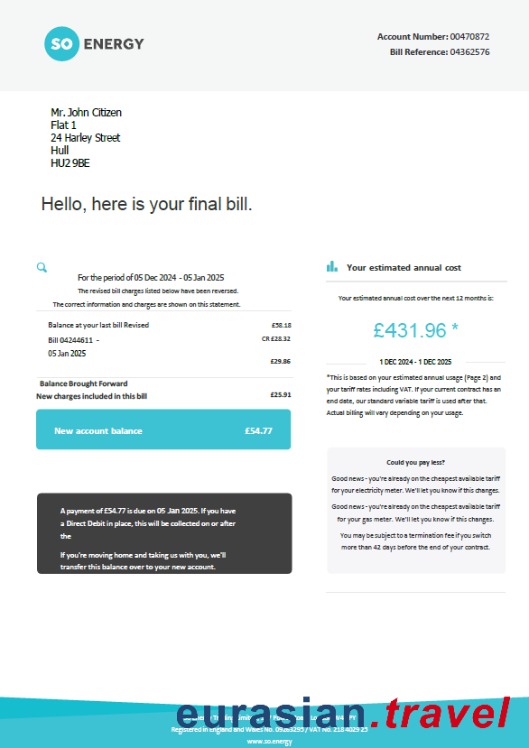 SO ENERGY
Account Number: 00470872
Bill Reference: 04362576
Mr. John Citizen
Flat 1
24 Harley Street
Hull
HU2 9BE
Hello, here is your final bill.
For the period of 05 Dec 2024 - 05 Jan 2025
The revised bill charges listed below have been reversed.
The correct information and charges are shown on this statement.
Balance at your last bill Revised £58.18
Bill 04244611 - CR £28.32
05 Jan 2025
£29.86
Balance Brought Forward
New charges included in this bill £25.91
New account balance £54.77
A payment of £54.77 is due on 05 Jan 2025. If you have
a Direct Debit in place, this will be collected on or after
the
If you're moving home and taking us with you, we'll
transfer this balance over to your new account.
Your estimated annual cost
Your estimated annual cost over the next 12 months is:
£431.96 *
1 DEC 2024 - 1 DEC 2025
*This is based on your estimated annual usage (Page 2) and
your tariff rates including VAT. If your current contract has an
end date, our standard variable tariff is used after that.
Actual billing will vary depending on your usage.
Could you pay less?
Good news - you're already on the cheapest available tariff
for your electricity meter. We'll let you know if this changes.
Good news - you're already on the cheapest available tariff
for your gas meter. We'll let you know if this changes.
You may be subject to a termination fee if you switch
more than 42 days before the end of your contract.
eurasian.travel
Registered in England and Wales No. / VAT No.
www.so.energy